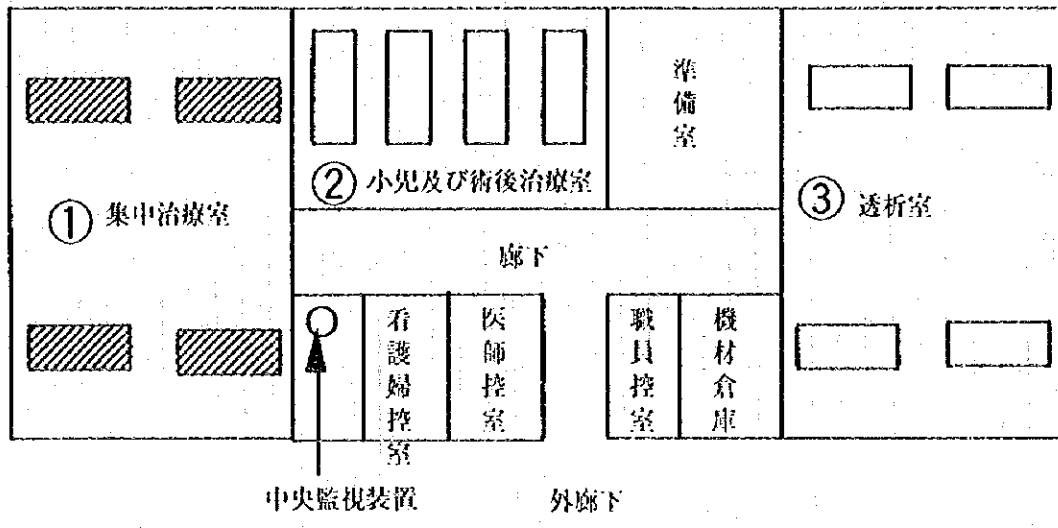 準備室
② 小児及び術後治療室
① 集中治療室
③ 透析室
廊下
看護婦控室
医師控室
職員控室
機材倉庫
中央監視装置
外廊下